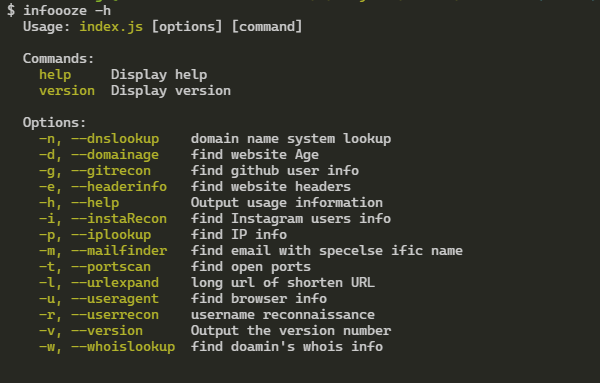 $ infoooze -h
Usage: index.js [options] [command]
Commands:
help Display help
version Display version
Options:
-n, --dnslookup domain name system lookup
-d, --domainage find website Age
-g, --gitrecon find github user info
-e, --headerinfo find website headers
-h, --help Output usage information
-i, --instaRecon find Instagram users info
-p, --iplookup find IP info
-m, --mailfinder find email with specelse ific name
-t, --portscan find open ports
-l, --urlexpand long url of shorten URL
-u, --useragent find browser info
-r, --userrecon username reconnaissance
-v, --version Output the version number
-w, --whoislookup find doamin's whois info